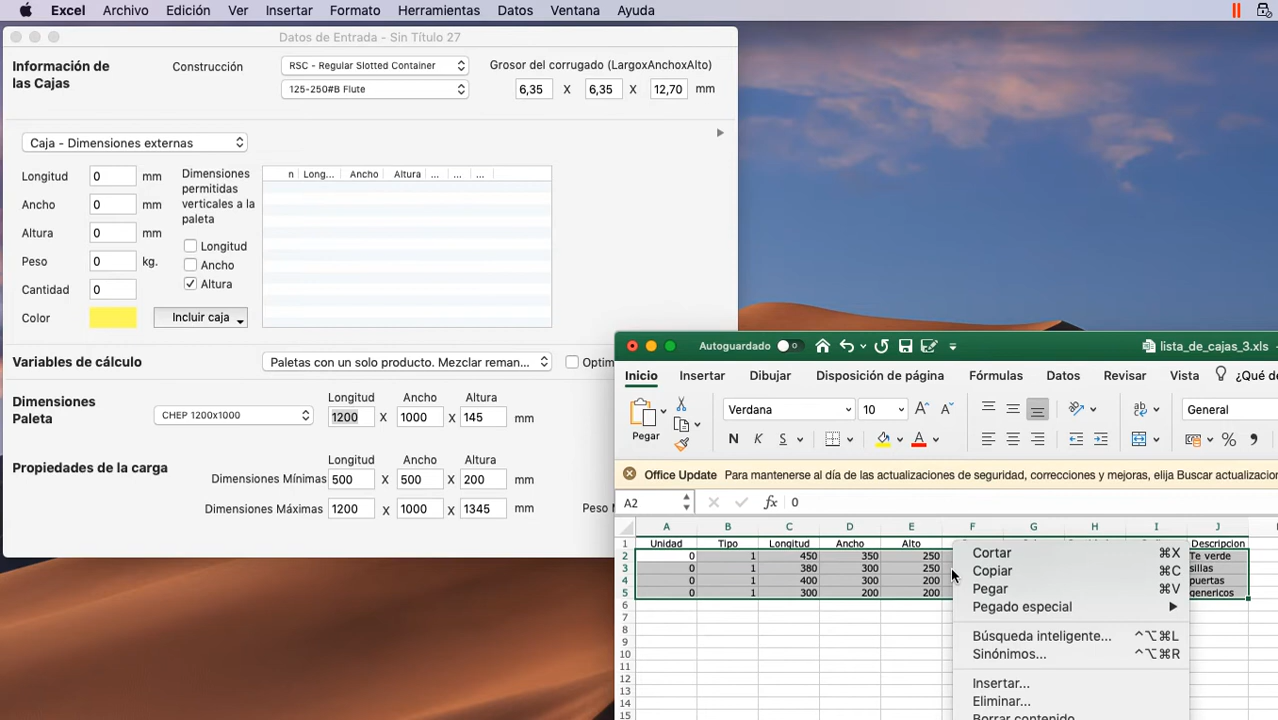 Excel Archivo Edición Ver Insertar Formato Herramientas Datos Ventana Ayuda
Datos de Entrada - Sin Título 27
Información de las Cajas
Construcción
RSC - Regular Slotted Container
125-250#B Flute
Grosor del corrugado (LargoxAnchoxAlto)
6,35 X 6,35 X 12,70 mm
Caja - Dimensiones externas
Longitud 0 mm
Ancho 0 mm
Altura 0 mm
Peso 0 kg.
Cantidad 0
Color
Dimensiones
permitidas
verticales a la
paleta
Longitud
Ancho
Altura
Incluir caja
n Long... Ancho Altura ... ... ...
Variables de cálculo
Paletas con un solo producto. Mezclar reman...
Optim
Dimensiones
Paleta
CHEP 1200x1000
Longitud Ancho Altura
1200 X 1000 X 145 mm
Propiedades de la carga
Longitud Ancho Altura
Dimensiones Mínimas 500 X 500 X 200 mm
Dimensiones Máximas 1200 X 1000 X 1345 mm
Peso
Autoguardado
lista_de_cajas_3.xls
Inicio Insertar Dibujar Disposición de página Fórmulas Datos Revisar Vista ¿Qué de
Pegar
Verdana 10
N K S
General
%
Office Update Para mantenerse al día de las actualizaciones de seguridad, correcciones y mejoras, elija Buscar actualizacion
A2 fx 0
A B C D E F G H I J
1 Unidad Tipo Longitud Ancho Alto Descripcion
2 0 1 450 350 250 Te verde
3 0 1 380 300 250 sillas
4 0 1 400 300 200 puertas
5 0 1 300 200 200 genericos
6
7
8
9
10
11
12
13
14
15
Cortar ⌘X
Copiar ⌘C
Pegar ⌘V
Pegado especial
Búsqueda inteligente... ^⌥⌘L
Sinónimos... ^⌥⌘R
Insertar...
Eliminar...
Borrar contenido